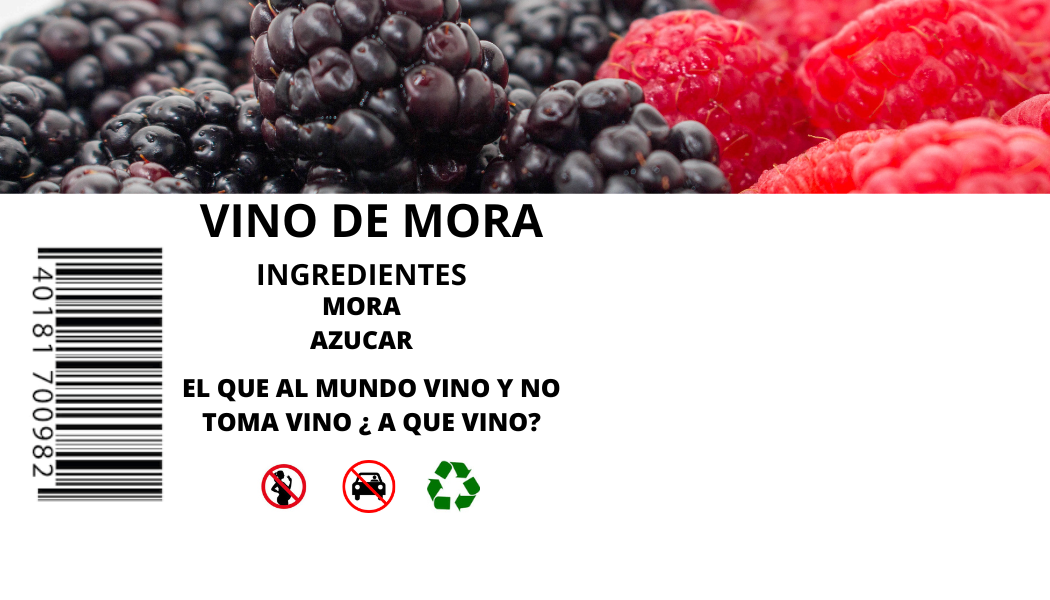 VINO DE MORA
INGREDIENTES
MORA
AZUCAR
EL QUE AL MUNDO VINO Y NO
TOMA VINO ¿ A QUE VINO?
40181 700982